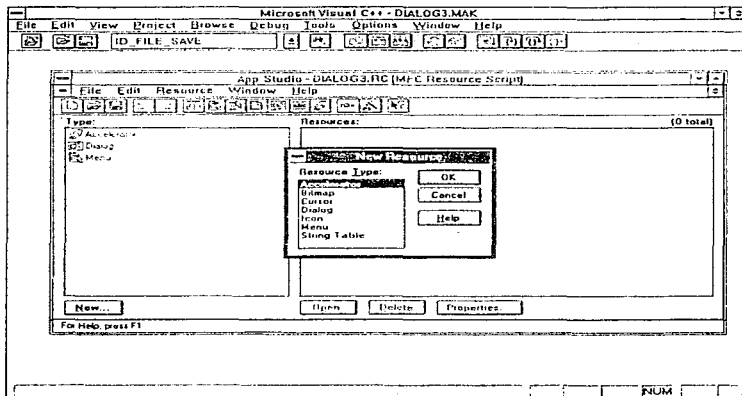 Microsoft Visual C++ - DIALOG3.MAK
File Edit View Project Browse Debug Tools Options Window Help
ID_FILE_SAVE
App Studio - DIALOG3.RC (MFC Resource Script)
File Edit Resource Window Help
Type:
Resources:
(0 total)
Accelerator
Dialog
Menu
New Resource
Resource Type:
Accelerator
Bitmap
Cursor
Dialog
Icon
Menu
String Table
OK
Cancel
Help
New...
Open
Delete
Properties...
For Help, press F1
NUM